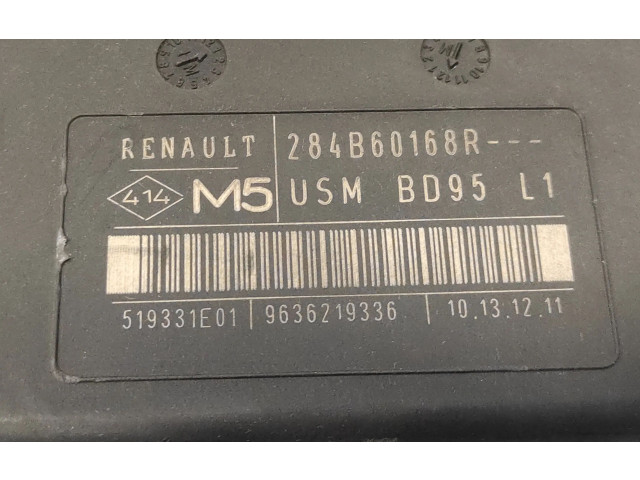 RENAULT 284B60168R---
414 M5 USM BD95 L1
519331E01 9636219336 10.13.12.11